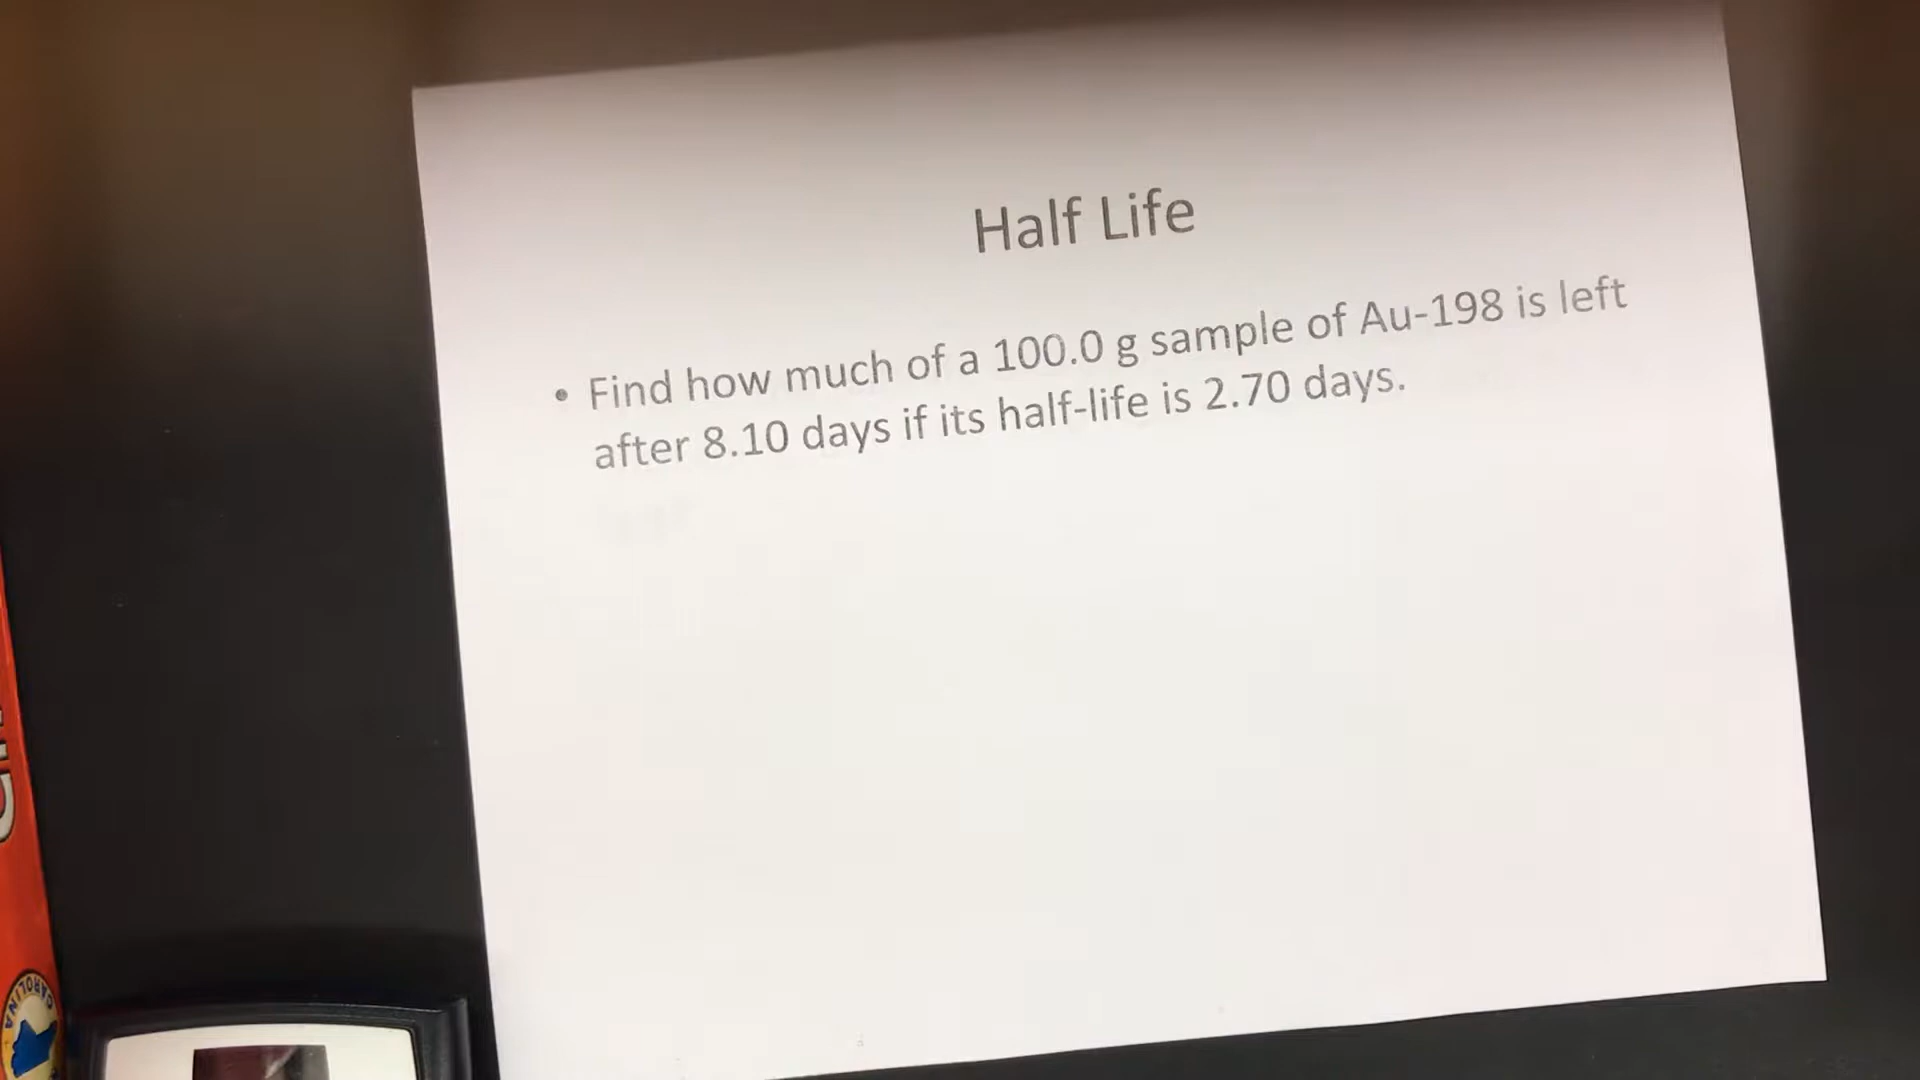 Half Life
• Find how much of a 100.0 g sample of Au-198 is left
after 8.10 days if its half-life is 2.70 days.
CAROLINA